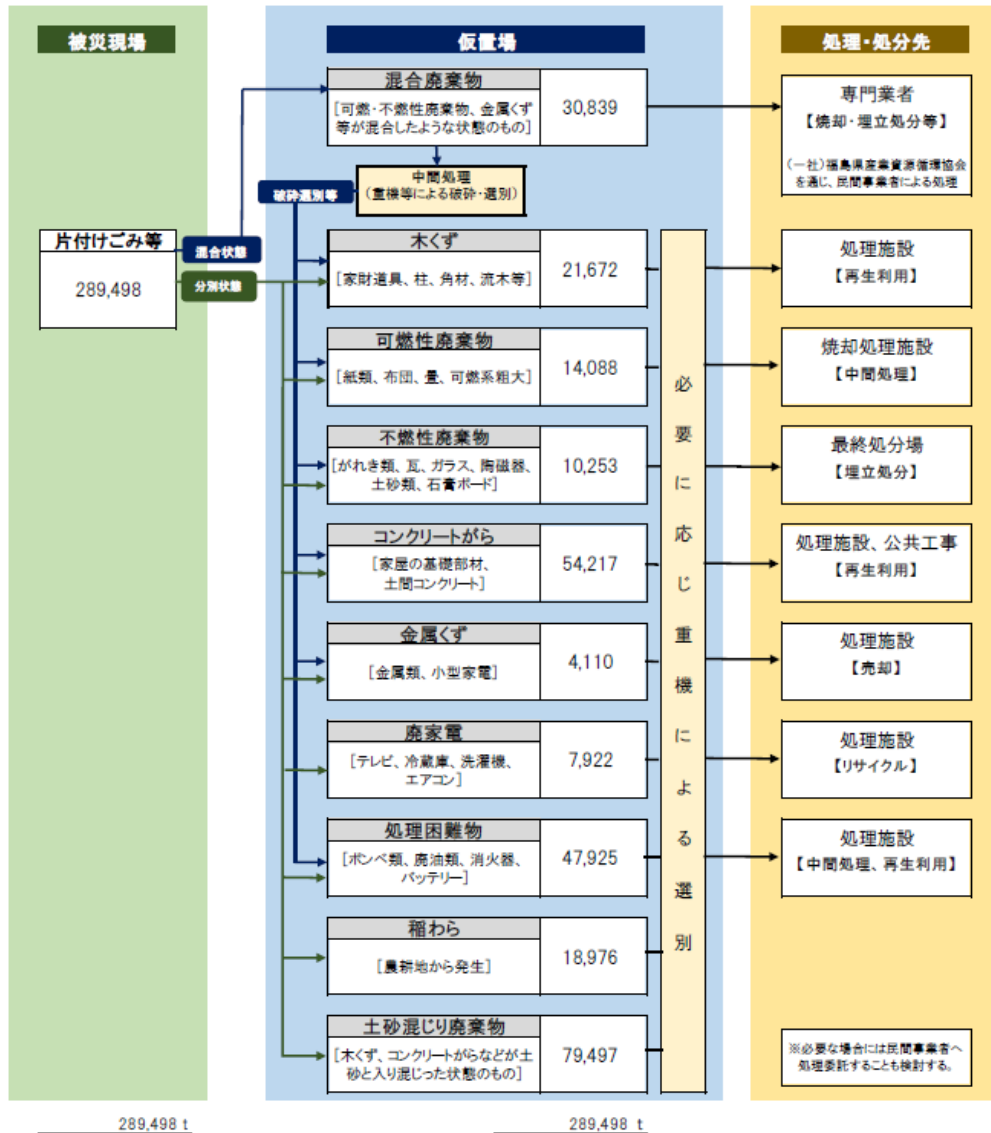 被災現場
仮置場
処理・処分先
混合廃棄物
[可燃・不燃性廃棄物、金属くず
等が混合したような状態のもの]
30,839
専門業者
【焼却・埋立処分等】
(一社)福島県産業資源循環協会
を通じ、民間事業者による処理
中間処理
(重機等による破砕・選別)
破砕選別等
片付けごみ等
289,498
混合状態
分別状態
木くず
[家財道具、柱、角材、流木等]
21,672
処理施設
【再生利用】
可燃性廃棄物
[紙類、布団、畳、可燃系粗大]
14,088
焼却処理施設
【中間処理】
不燃性廃棄物
[がれき類、瓦、ガラス、陶磁器、
土砂類、石膏ボード]
10,253
最終処分場
【埋立処分】
コンクリートがら
[家屋の基礎部材、
土間コンクリート]
54,217
処理施設、公共工事
【再生利用】
金属くず
[金属類、小型家電]
4,110
処理施設
【売却】
廃家電
[テレビ、冷蔵庫、洗濯機、
エアコン]
7,922
処理施設
【リサイクル】
処理困難物
[ボンベ類、廃油類、消火器、
バッテリー]
47,925
処理施設
【中間処理、再生利用】
稲わら
[農耕地から発生]
18,976
土砂混じり廃棄物
[木くず、コンクリートがらなどが土
砂と入り混じった状態のもの]
79,497
必要に応じ重機による選別
※必要な場合には民間事業者へ
処理委託することも検討する。
289,498 t
289,498 t